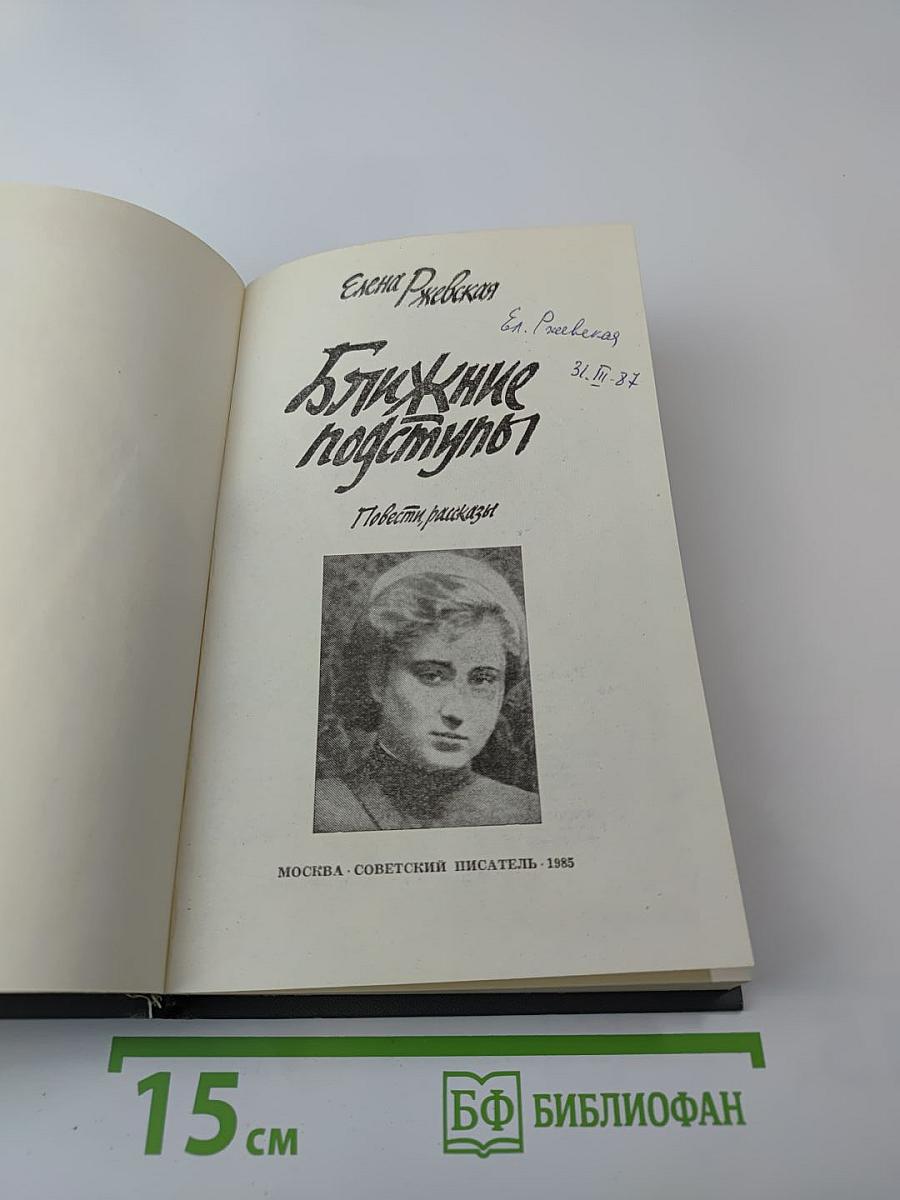 Елена Ржевская
Ел. Ржевская
31.III-87
Ближние
подступы
Повести, рассказы
МОСКВА · СОВЕТСКИЙ ПИСАТЕЛЬ · 1985
15 см
БФ БИБЛИОФАН